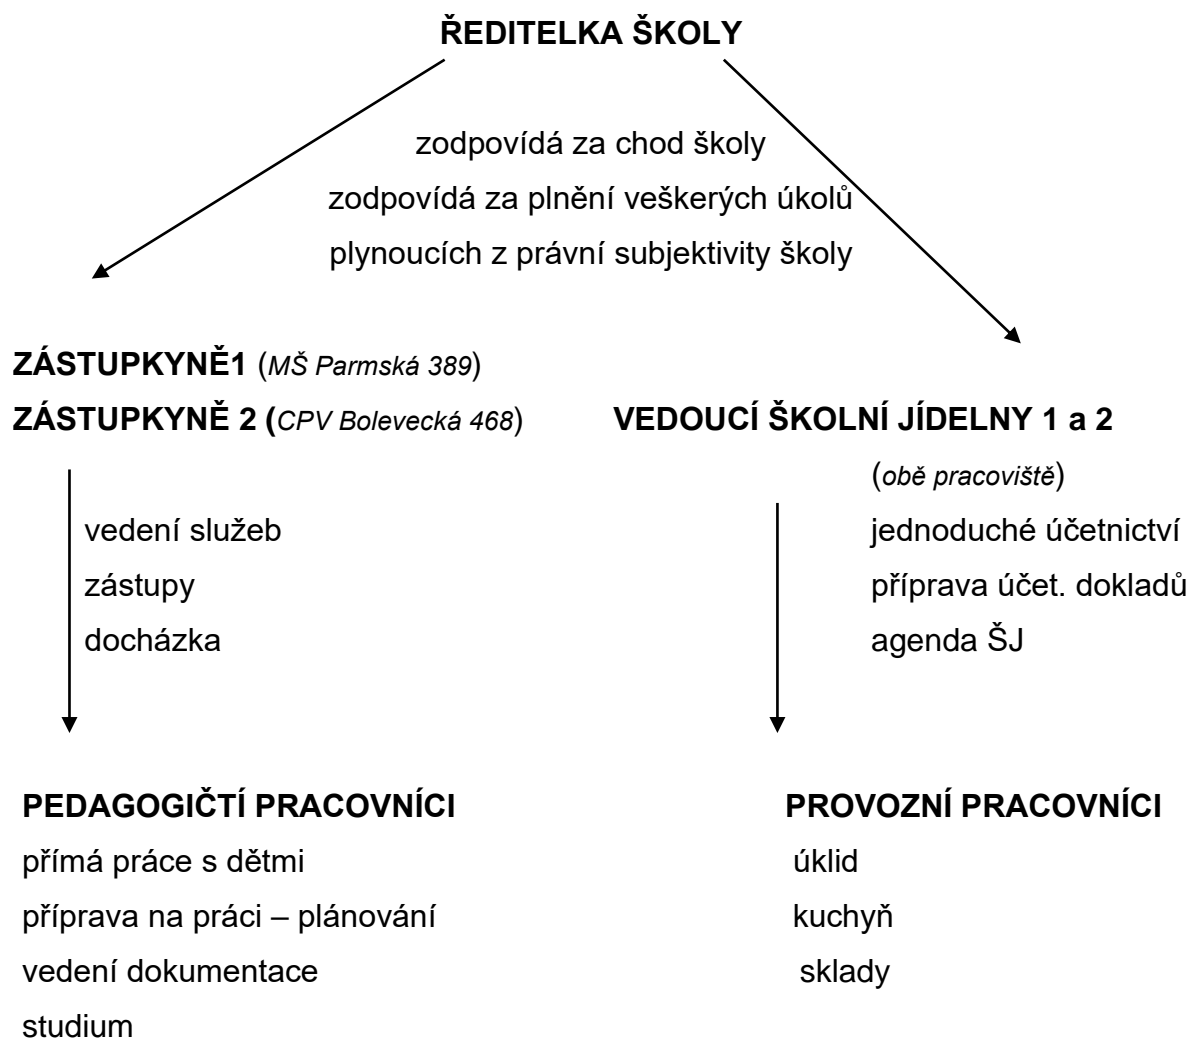 ŘEDITELKA ŠKOLY
zodpovídá za chod školy
zodpovídá za plnění veškerých úkolů
plynoucích z právní subjektivity školy
ZÁSTUPKYNĚ1 (MŠ Parmská 389)
ZÁSTUPKYNĚ 2 (CPV Bolevecká 468)
vedení služeb
zástupy
docházka
VEDOUCÍ ŠKOLNÍ JÍDELNY 1 a 2
(obě pracoviště)
jednoduché účetnictví
příprava účet. dokladů
agenda ŠJ
PEDAGOGIČTÍ PRACOVNÍCI
přímá práce s dětmi
příprava na práci – plánování
vedení dokumentace
studium
PROVOZNÍ PRACOVNÍCI
úklid
kuchyň
sklady